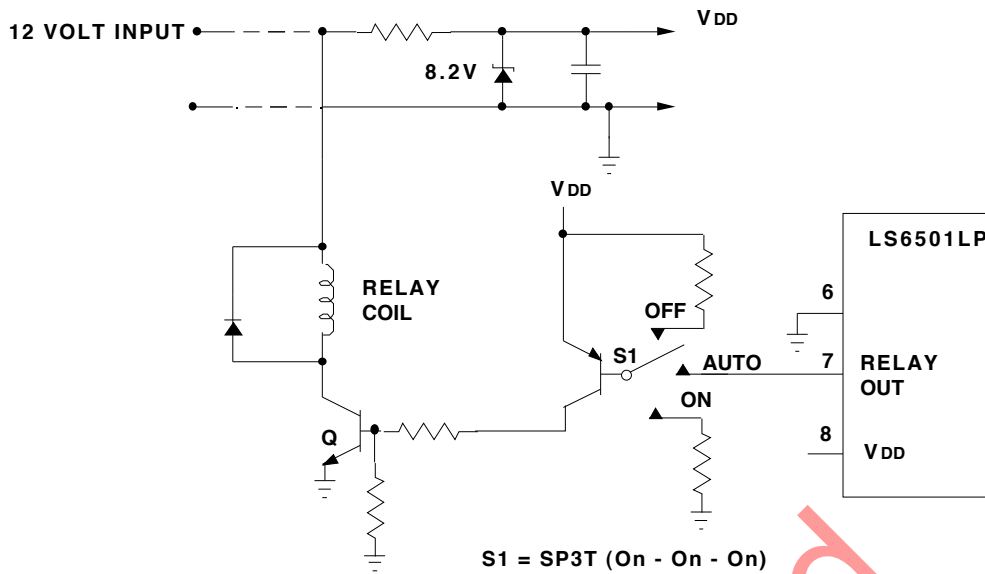 12 VOLT INPUT
VDD
8.2V
VDD
LS6501LP
RELAY
COIL
OFF
6
S1
AUTO
7
RELAY
OUT
ON
Q
8
VDD
S1 = SP3T (On - On - On)